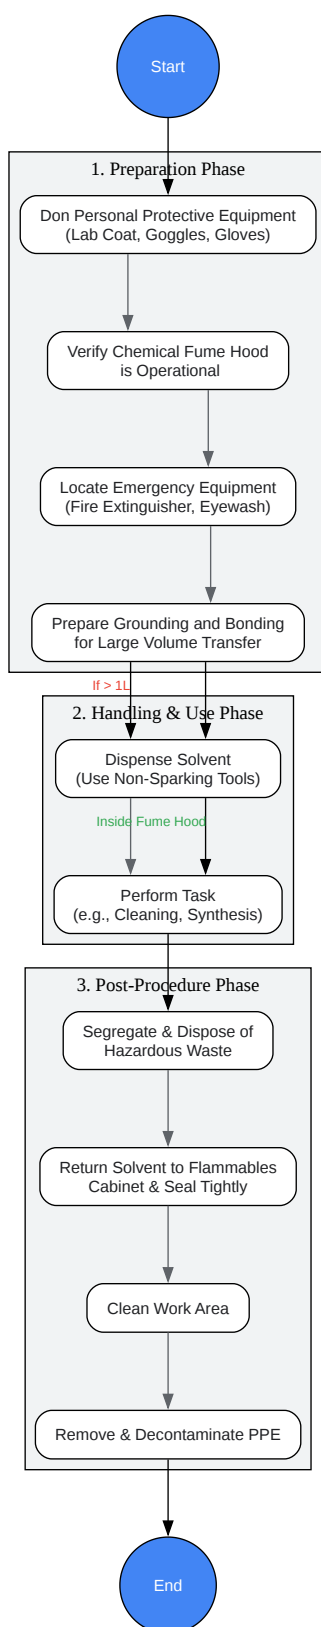 Start
1. Preparation Phase
Don Personal Protective Equipment
(Lab Coat, Goggles, Gloves)
Verify Chemical Fume Hood
is Operational
Locate Emergency Equipment
(Fire Extinguisher, Eyewash)
Prepare Grounding and Bonding
for Large Volume Transfer
If > 1L
2. Handling & Use Phase
Dispense Solvent
(Use Non-Sparking Tools)
Inside Fume Hood
Perform Task
(e.g., Cleaning, Synthesis)
3. Post-Procedure Phase
Segregate & Dispose of
Hazardous Waste
Return Solvent to Flammables
Cabinet & Seal Tightly
Clean Work Area
Remove & Decontaminate PPE
End